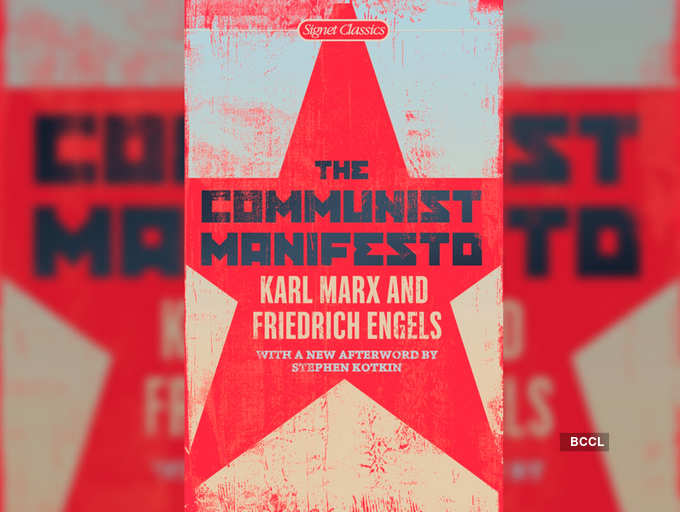 Signet Classics
THE
COMMUNIST
MANIFESTO
KARL MARX AND
FRIEDRICH ENGELS
WITH A NEW AFTERWORD BY
STEPHEN KOTKIN
BCCL